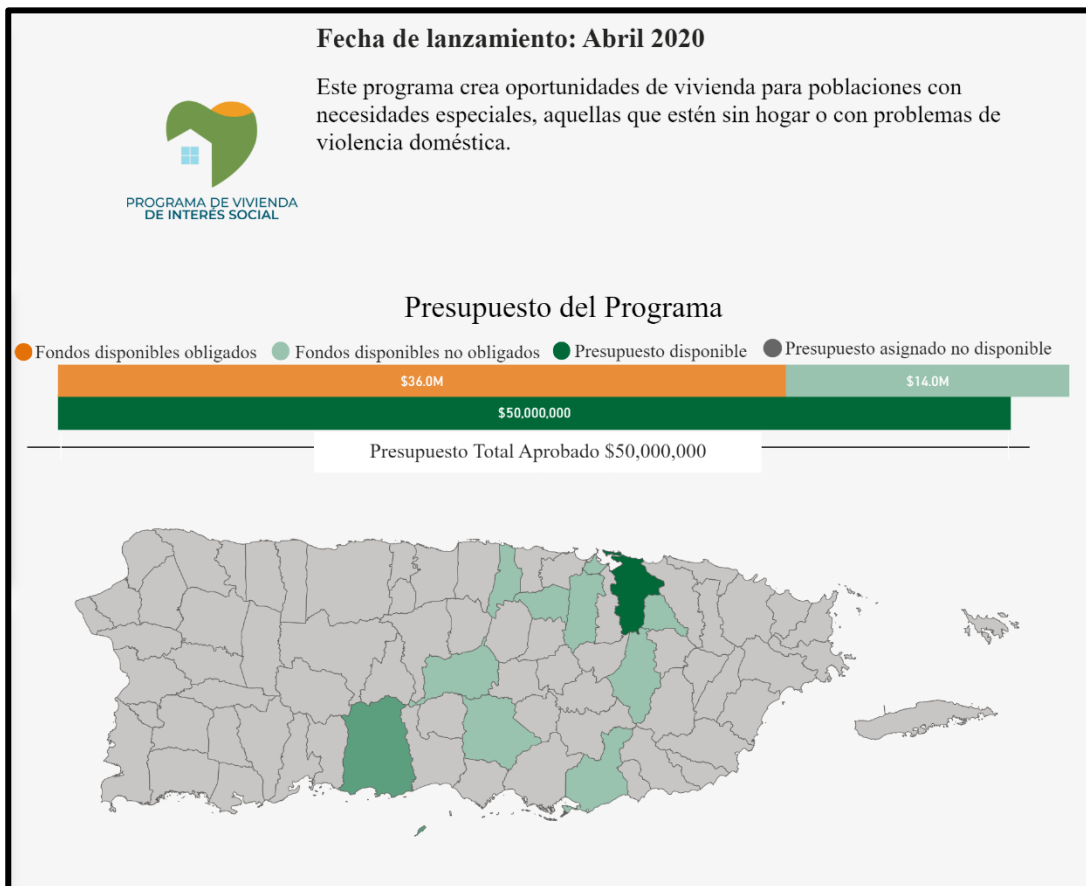 Fecha de lanzamiento: Abril 2020
Este programa crea oportunidades de vivienda para poblaciones con
necesidades especiales, aquellas que estén sin hogar o con problemas de
violencia doméstica.
PROGRAMA DE VIVIENDA
DE INTERÉS SOCIAL
Presupuesto del Programa
Fondos disponibles obligados Fondos disponibles no obligados Presupuesto disponible Presupuesto asignado no disponible
$36.0M $14.0M
$50,000,000
Presupuesto Total Aprobado $50,000,000